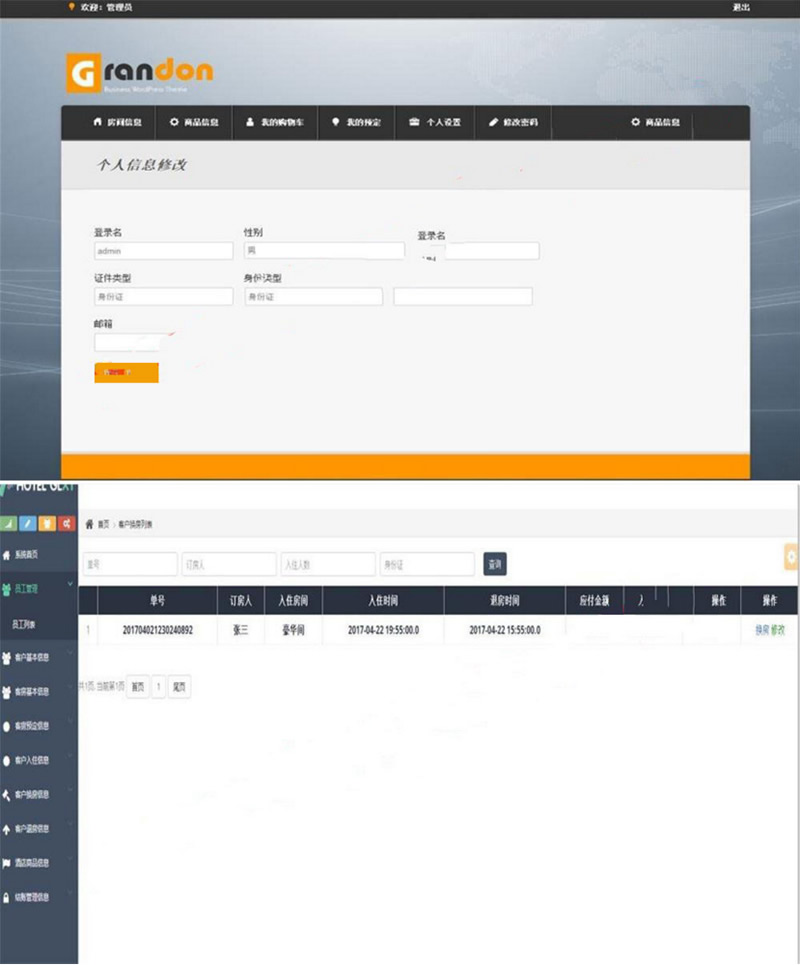 欢迎：管理员 退出
Grandon
Business WordPress Theme
房间信息 商品信息 我的购物车 我的预定 个人设置 修改密码 商品信息
个人信息修改
登录名 性别 登录名
admin 男
证件类型 身份类型
身份证 身份证
邮箱
HOTEL
首页 客户换房列表
系统首页
单号 订房人 入住人数 身份证 查询
员工管理
单号 订房人 入住房间 入住时间 退房时间 应付金额 操作 操作
员工列表
1 201704021230240892 张三 豪华间 2017-04-22 19:55:00.0 2017-04-22 15:55:00.0 换房 修改
客户基本信息
共1页, 当前第1页 首页 1 尾页
客房基本信息
客房预定信息
客户入住信息
客户换房信息
客户退房信息
酒店商品信息
结账管理信息